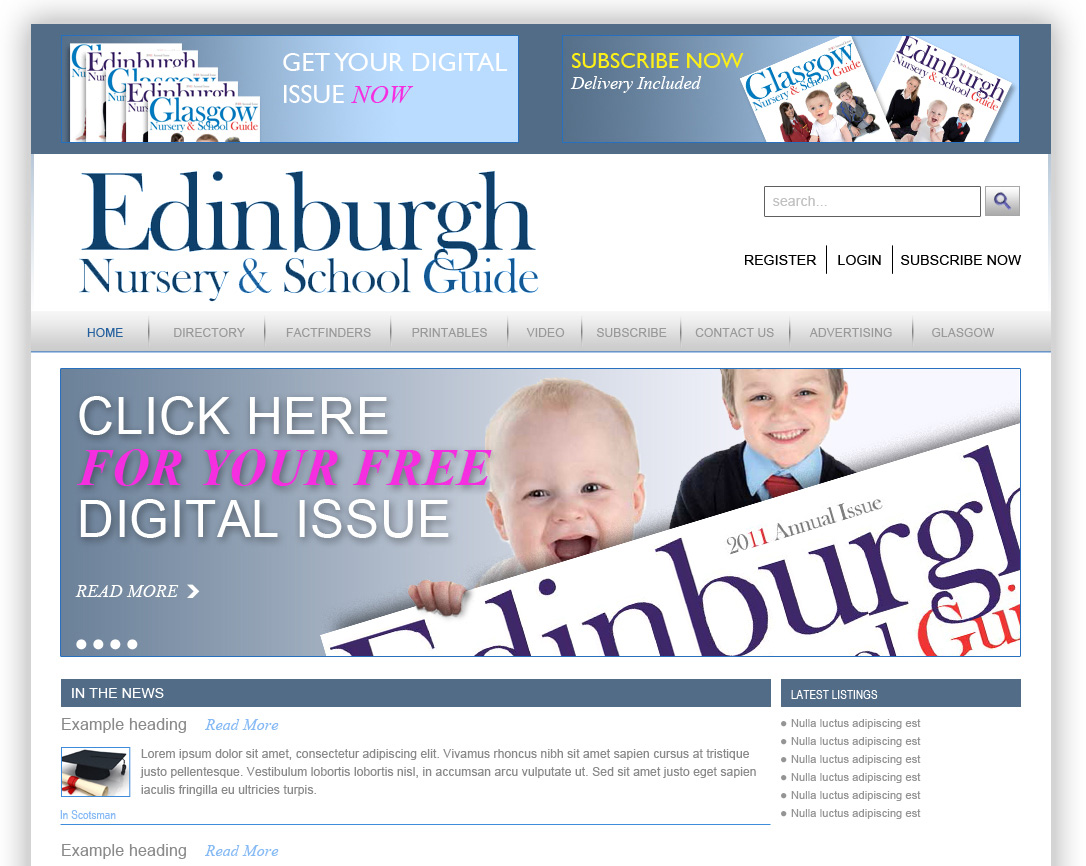 Edinburgh
Glasgow
Edinburgh
Glasgow
Nursery & School Guide
GET YOUR DIGITAL
ISSUE NOW
SUBSCRIBE NOW
Delivery Included
Glasgow
Nursery & School Guide
Edinburgh
Nursery & School Guide
Edinburgh
Nursery & School Guide
search...
REGISTER LOGIN SUBSCRIBE NOW
HOME DIRECTORY FACTFINDERS PRINTABLES VIDEO SUBSCRIBE CONTACT US ADVERTISING GLASGOW
CLICK HERE
FOR YOUR FREE
DIGITAL ISSUE
READ MORE
2011 Annual Issue
Edinburgh
ol Gui
IN THE NEWS
Example heading Read More
Lorem ipsum dolor sit amet, consectetur adipiscing elit. Vivamus rhoncus nibh sit amet sapien cursus at tristique
justo pellentesque. Vestibulum lobortis lobortis nisl, in accumsan arcu vulputate ut. Sed sit amet justo eget sapien
iaculis fringilla eu ultricies turpis.
In Scotsman
Example heading Read More
LATEST LISTINGS
Nulla luctus adipiscing est
Nulla luctus adipiscing est
Nulla luctus adipiscing est
Nulla luctus adipiscing est
Nulla luctus adipiscing est
Nulla luctus adipiscing est